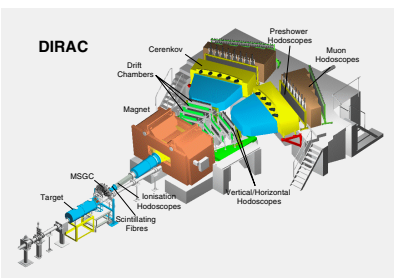 DIRAC
Cerenkov
Preshower
Hodoscopes
Muon
Hodoscopes
Drift
Chambers
Magnet
MSGC
Target
Ionisation
Hodoscopes
Scintillating
Fibres
Vertical/Horizontal
Hodoscopes